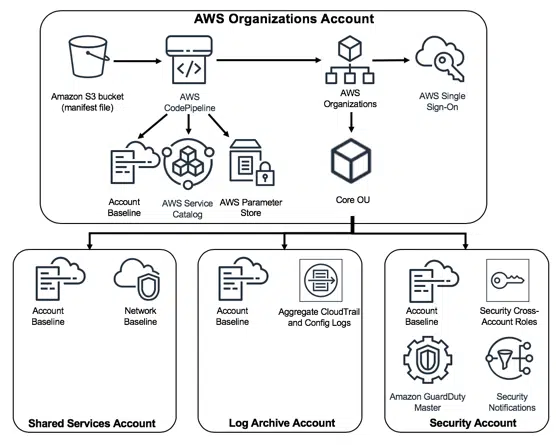 AWS Organizations Account
Amazon S3 bucket
(manifest file)
AWS
CodePipeline
AWS
Organizations
AWS Single
Sign-On
Account
Baseline
AWS Service
Catalog
AWS Parameter
Store
Core OU
Account
Baseline
Network
Baseline
Shared Services Account
Account
Baseline
Aggregate CloudTrail
and Config Logs
Log Archive Account
Account
Baseline
Security Cross-
Account Roles
Amazon GuardDuty
Master
Security
Notifications
Security Account